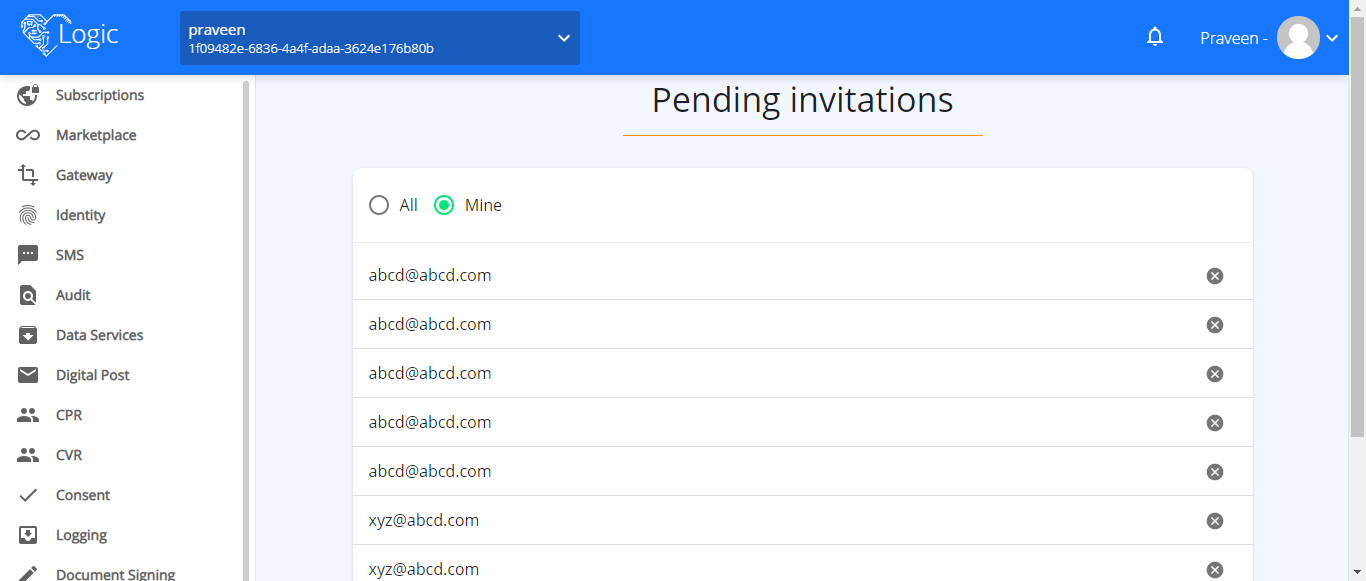 Logic
praveen
1f09482e-6836-4a4f-adaa-3624e176b80b
Praveen -
Subscriptions
Marketplace
Gateway
Identity
SMS
Audit
Data Services
Digital Post
CPR
CVR
Consent
Logging
Document Signing
Pending invitations
All Mine
abcd@abcd.com
abcd@abcd.com
abcd@abcd.com
abcd@abcd.com
abcd@abcd.com
xyz@abcd.com
xyz@abcd.com